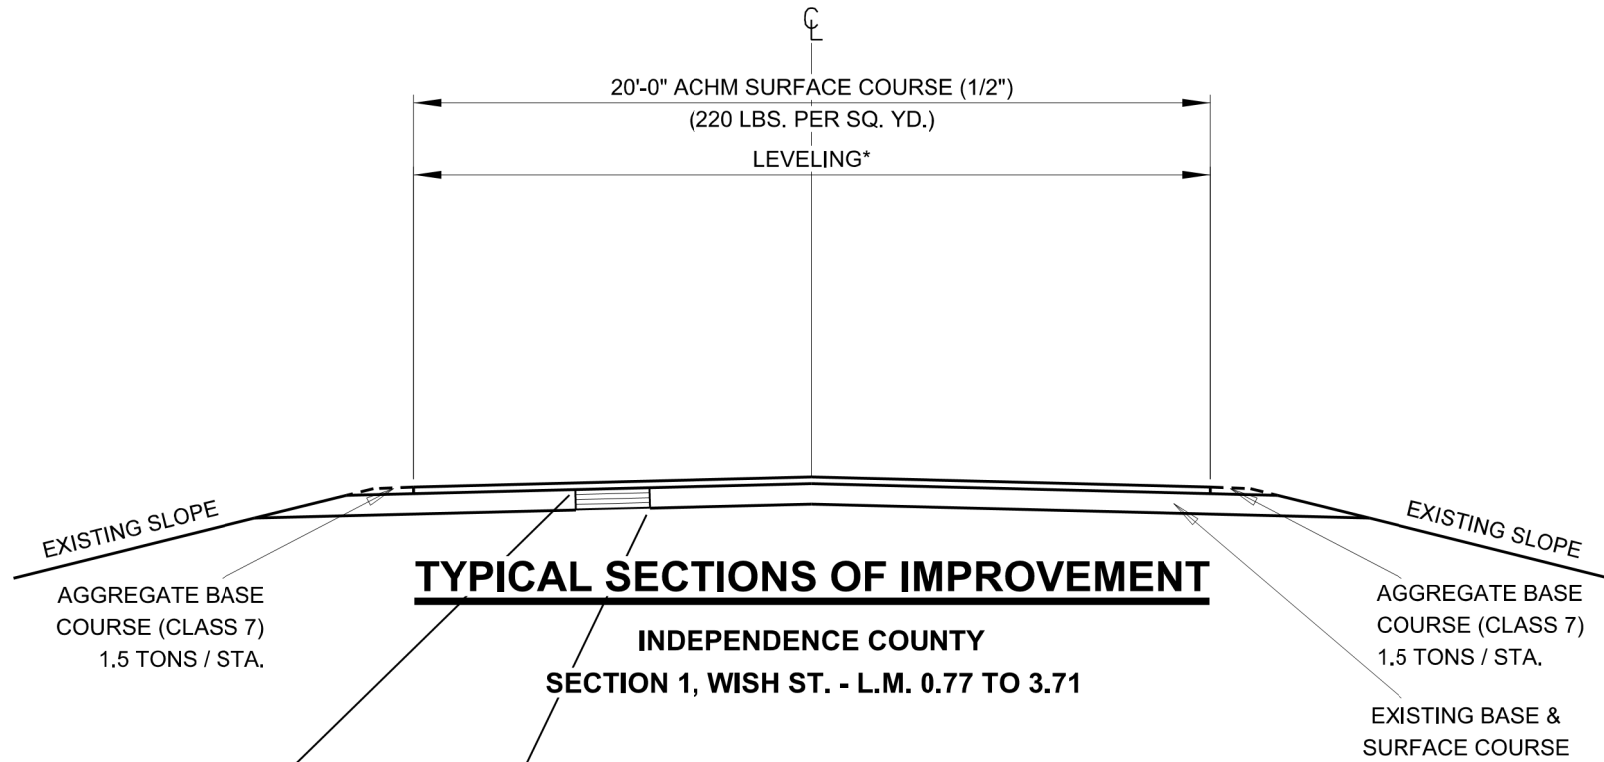 ℄
20'-0" ACHM SURFACE COURSE (1/2")
(220 LBS. PER SQ. YD.)
LEVELING*
EXISTING SLOPE
EXISTING SLOPE
AGGREGATE BASE
COURSE (CLASS 7)
1.5 TONS / STA.
TYPICAL SECTIONS OF IMPROVEMENT
INDEPENDENCE COUNTY
SECTION 1, WISH ST. - L.M. 0.77 TO 3.71
AGGREGATE BASE
COURSE (CLASS 7)
1.5 TONS / STA.
EXISTING BASE &
SURFACE COURSE